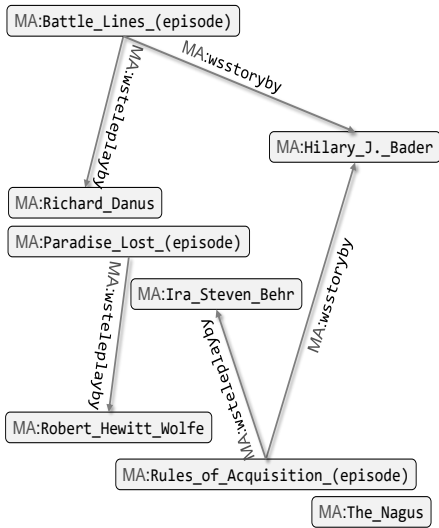 MA:Battle_Lines_(episode)
MA:wsstoryby
MA:wsteleplayby
MA:Hilary_J._Bader
MA:Richard_Danus
MA:Paradise_Lost_(episode)
MA:wsteleplayby
MA:Ira_Steven_Behr
MA:wsstoryby
MA:wsteleplayby
MA:Robert_Hewitt_Wolfe
MA:Rules_of_Acquisition_(episode)
MA:The_Nagus